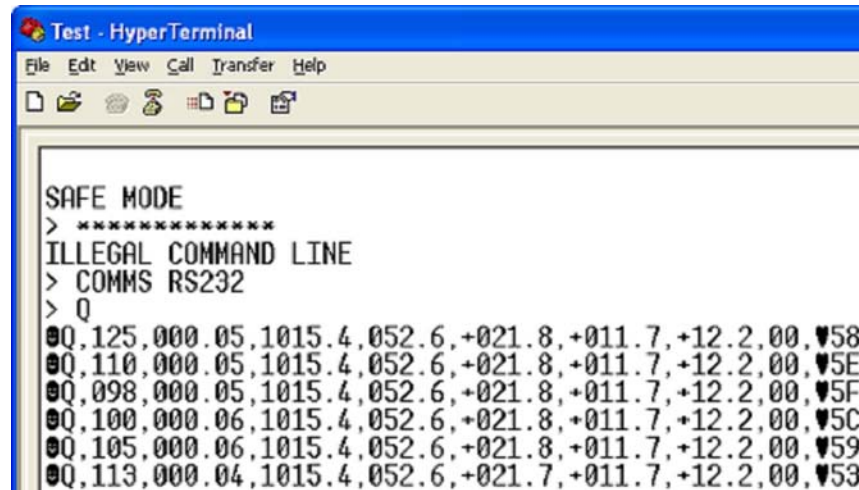 Test - HyperTerminal
File Edit View Call Transfer Help
SAFE MODE
> *************
ILLEGAL COMMAND LINE
> COMMS RS232
> Q
☻Q,125,000.05,1015.4,052.6,+021.8,+011.7,+12.2,00,♥58
☻Q,110,000.05,1015.4,052.6,+021.8,+011.7,+12.2,00,♥5E
☻Q,098,000.05,1015.4,052.6,+021.8,+011.7,+12.2,00,♥5F
☻Q,100,000.06,1015.4,052.6,+021.8,+011.7,+12.2,00,♥5C
☻Q,105,000.06,1015.4,052.6,+021.8,+011.7,+12.2,00,♥59
☻Q,113,000.04,1015.4,052.6,+021.7,+011.7,+12.2,00,♥53